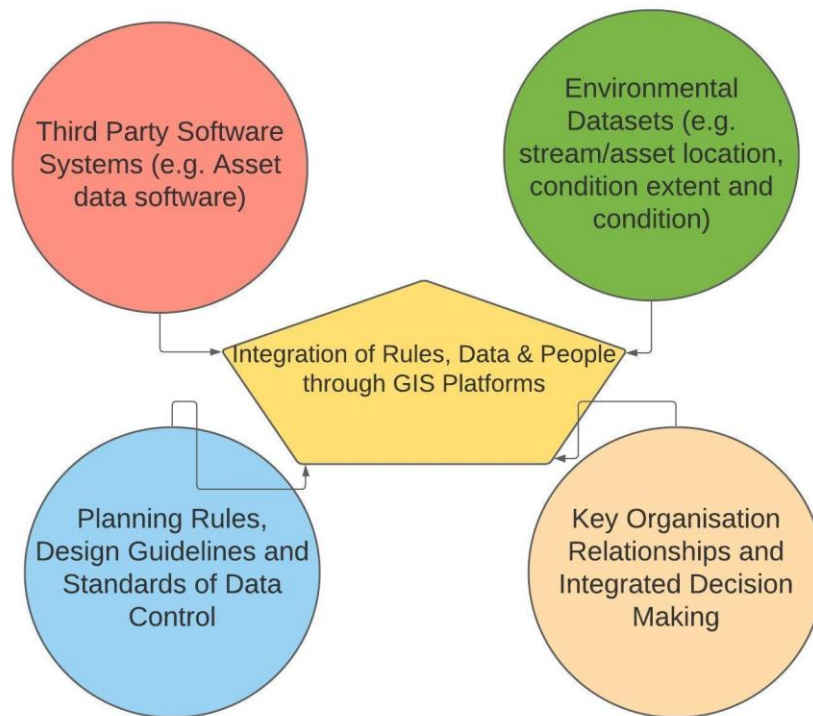 Third Party Software
Systems (e.g. Asset
data software)
Environmental
Datasets (e.g.
stream/asset location,
condition extent and
condition)
Integration of Rules, Data & People
through GIS Platforms
Planning Rules,
Design Guidelines and
Standards of Data
Control
Key Organisation
Relationships and
Integrated Decision
Making